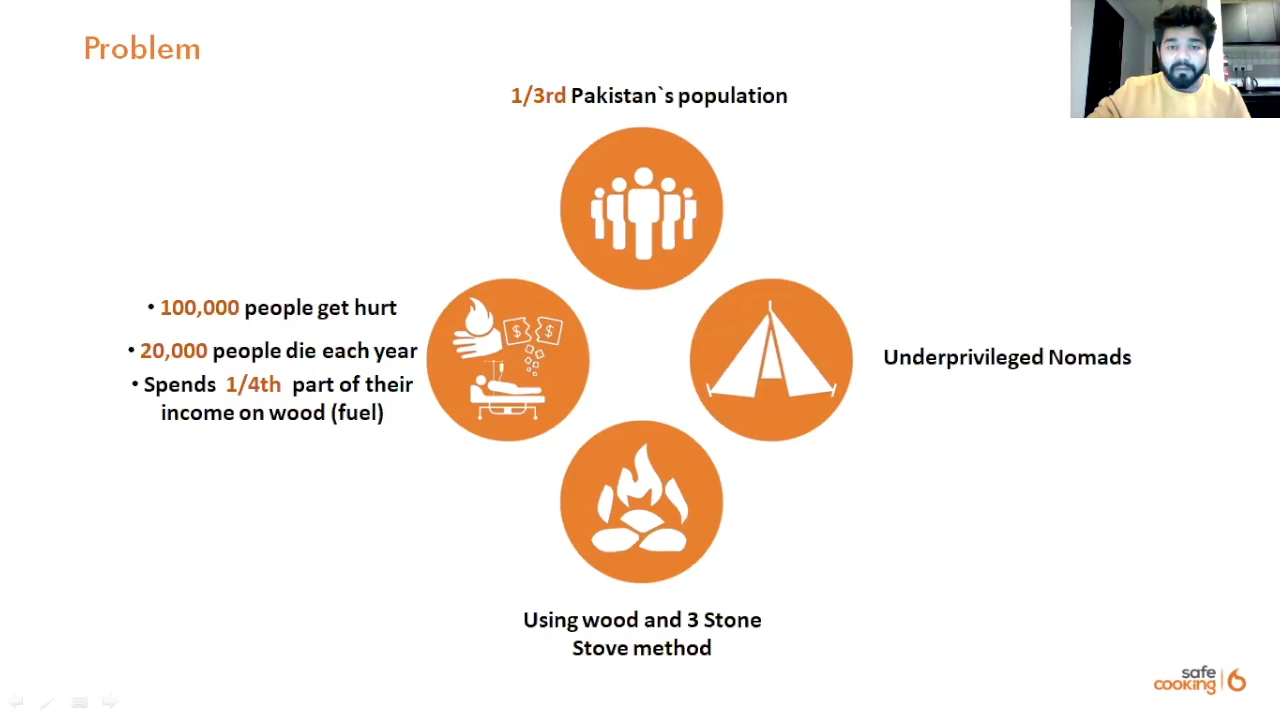 Problem
1/3rd Pakistan`s population
• 100,000 people get hurt
• 20,000 people die each year
• Spends 1/4th part of their
income on wood (fuel)
$ $
Underprivileged Nomads
Using wood and 3 Stone
Stove method
safe
cooking